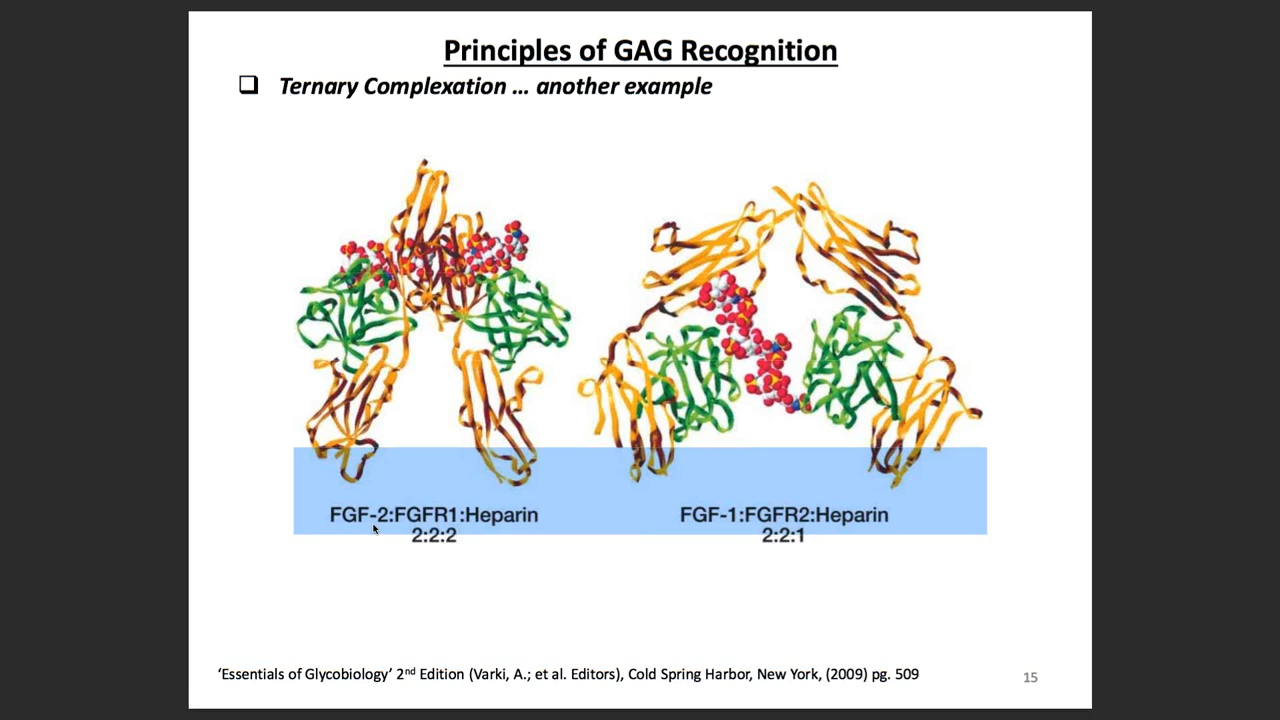 Principles of GAG Recognition
❑ Ternary Complexation … another example
FGF-2:FGFR1:Heparin
2:2:2
FGF-1:FGFR2:Heparin
2:2:1
‘Essentials of Glycobiology’ 2nd Edition (Varki, A.; et al. Editors), Cold Spring Harbor, New York, (2009) pg. 509
15